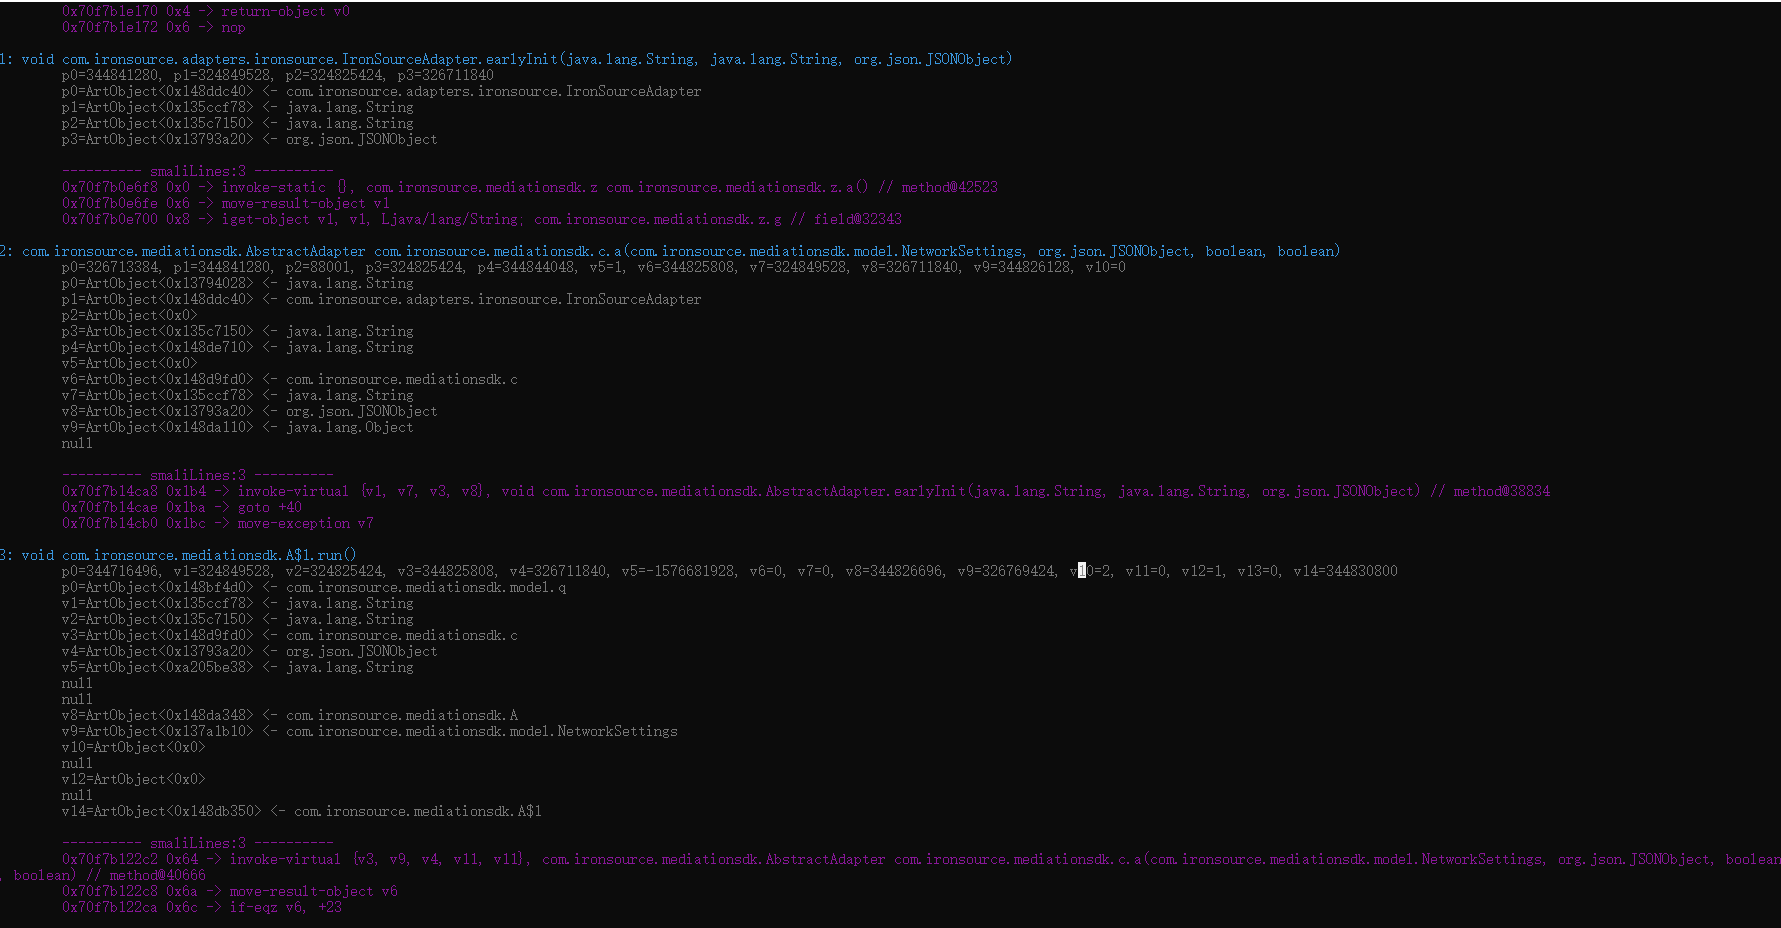 0x70f7b1e170 0x4 -> return-object v0
0x70f7b1e172 0x6 -> nop
1: void com.ironsource.adapters.ironsource.IronSourceAdapter.earlyInit(java.lang.String, java.lang.String, org.json.JSONObject)
p0=344841280, p1=324849528, p2=324825424, p3=326711840
p0=ArtObject<0x148ddc40> <- com.ironsource.adapters.ironsource.IronSourceAdapter
p1=ArtObject<0x135ccf78> <- java.lang.String
p2=ArtObject<0x135c7150> <- java.lang.String
p3=ArtObject<0x13793a20> <- org.json.JSONObject
---------- smaliLines:3 ----------
0x70f7b0e6f8 0x0 -> invoke-static {}, com.ironsource.mediationsdk.z com.ironsource.mediationsdk.z.a() // method@42523
0x70f7b0e6fe 0x6 -> move-result-object v1
0x70f7b0e700 0x8 -> iget-object v1, v1, Ljava/lang/String; com.ironsource.mediationsdk.z.g // field@32343
2: com.ironsource.mediationsdk.AbstractAdapter com.ironsource.mediationsdk.c.a(com.ironsource.mediationsdk.model.NetworkSettings, org.json.JSONObject, boolean, boolean)
p0=326713384, p1=344841280, p2=88001, p3=324825424, p4=344844048, v5=1, v6=344825808, v7=324849528, v8=326711840, v9=344826128, v10=0
p0=ArtObject<0x13794028> <- java.lang.String
p1=ArtObject<0x148ddc40> <- com.ironsource.adapters.ironsource.IronSourceAdapter
p2=ArtObject<0x0>
p3=ArtObject<0x135c7150> <- java.lang.String
p4=ArtObject<0x148de710> <- java.lang.String
v5=ArtObject<0x0>
v6=ArtObject<0x148d9fd0> <- com.ironsource.mediationsdk.c
v7=ArtObject<0x135ccf78> <- java.lang.String
v8=ArtObject<0x13793a20> <- org.json.JSONObject
v9=ArtObject<0x148da110> <- java.lang.Object
null
---------- smaliLines:3 ----------
0x70f7b14ca8 0x1b4 -> invoke-virtual {v1, v7, v3, v8}, void com.ironsource.mediationsdk.AbstractAdapter.earlyInit(java.lang.String, java.lang.String, org.json.JSONObject) // method@38834
0x70f7b14cae 0x1ba -> goto +40
0x70f7b14cb0 0x1bc -> move-exception v7
3: void com.ironsource.mediationsdk.A$1.run()
p0=344716496, v1=324849528, v2=324825424, v3=344825808, v4=326711840, v5=-1576681928, v6=0, v7=0, v8=344826696, v9=326769424, v10=2, v11=0, v12=1, v13=0, v14=344830800
p0=ArtObject<0x148bf4d0> <- com.ironsource.mediationsdk.model.q
v1=ArtObject<0x135ccf78> <- java.lang.String
v2=ArtObject<0x135c7150> <- java.lang.String
v3=ArtObject<0x148d9fd0> <- com.ironsource.mediationsdk.c
v4=ArtObject<0x13793a20> <- org.json.JSONObject
v5=ArtObject<0xa205be38> <- java.lang.String
null
null
v8=ArtObject<0x148da348> <- com.ironsource.mediationsdk.A
v9=ArtObject<0x137a1b10> <- com.ironsource.mediationsdk.model.NetworkSettings
v10=ArtObject<0x0>
null
v12=ArtObject<0x0>
null
v14=ArtObject<0x148db350> <- com.ironsource.mediationsdk.A$1
---------- smaliLines:3 ----------
0x70f7b122c2 0x64 -> invoke-virtual {v3, v9, v4, v11, v11}, com.ironsource.mediationsdk.AbstractAdapter com.ironsource.mediationsdk.c.a(com.ironsource.mediationsdk.model.NetworkSettings, org.json.JSONObject, boolean
, boolean) // method@40666
0x70f7b122c8 0x6a -> move-result-object v6
0x70f7b122ca 0x6c -> if-eqz v6, +23